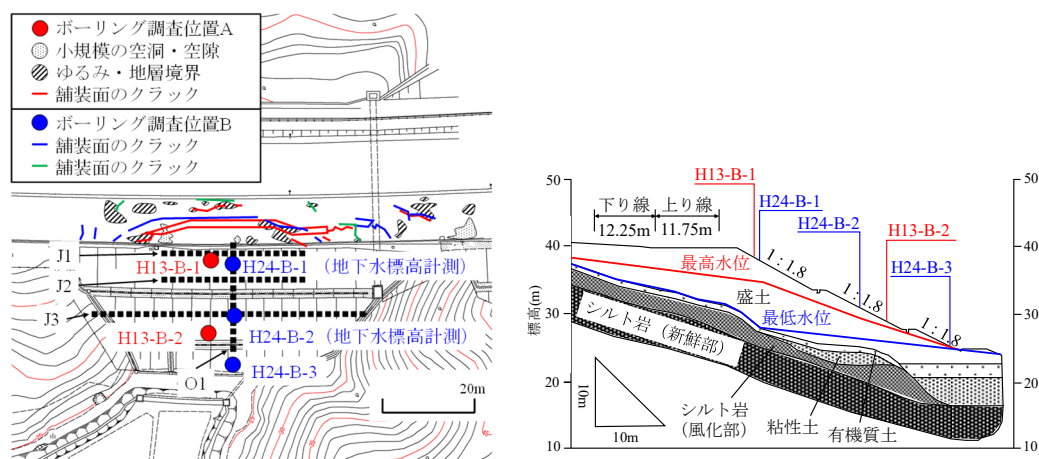 ボーリング調査位置A
小規模の空洞・空隙
ゆるみ・地層境界
舗装面のクラック
ボーリング調査位置B
舗装面のクラック
舗装面のクラック
J1
H13-B-1
H24-B-1 (地下水標高計測)
J2
J3
H13-B-2
H24-B-2 (地下水標高計測)
O1
H24-B-3
20m
H13-B-1
50
50
下り線
上り線
H24-B-1
H24-B-2
H13-B-2
12.25m
11.75m
40
40
1:1.8
H24-B-3
最高水位
盛土
1:1.8
標高(m)
30
30
最低水位
1:1.8
シルト岩 (新鮮部)
20
20
10m
シルト岩
(風化部)
粘性土
有機質土
10m
10
10